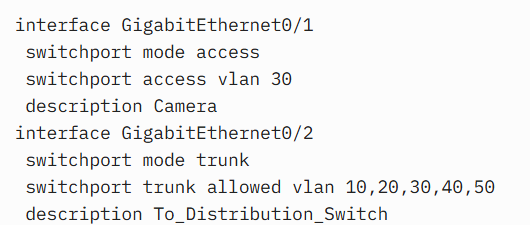 interface GigabitEthernet0/1
 switchport mode access
 switchport access vlan 30
 description Camera
interface GigabitEthernet0/2
 switchport mode trunk
 switchport trunk allowed vlan 10,20,30,40,50
 description To_Distribution_Switch